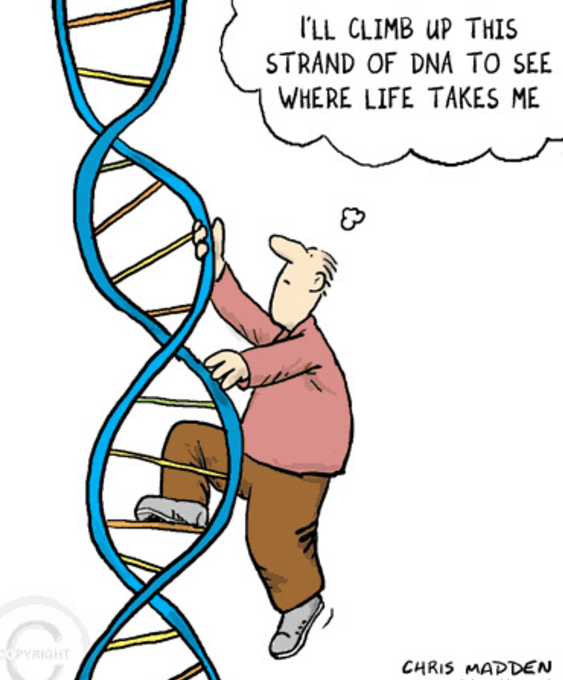 I'LL CLIMB UP THIS
STRAND OF DNA TO SEE
WHERE LIFE TAKES ME
COPYRIGHT
CHRIS MADDEN